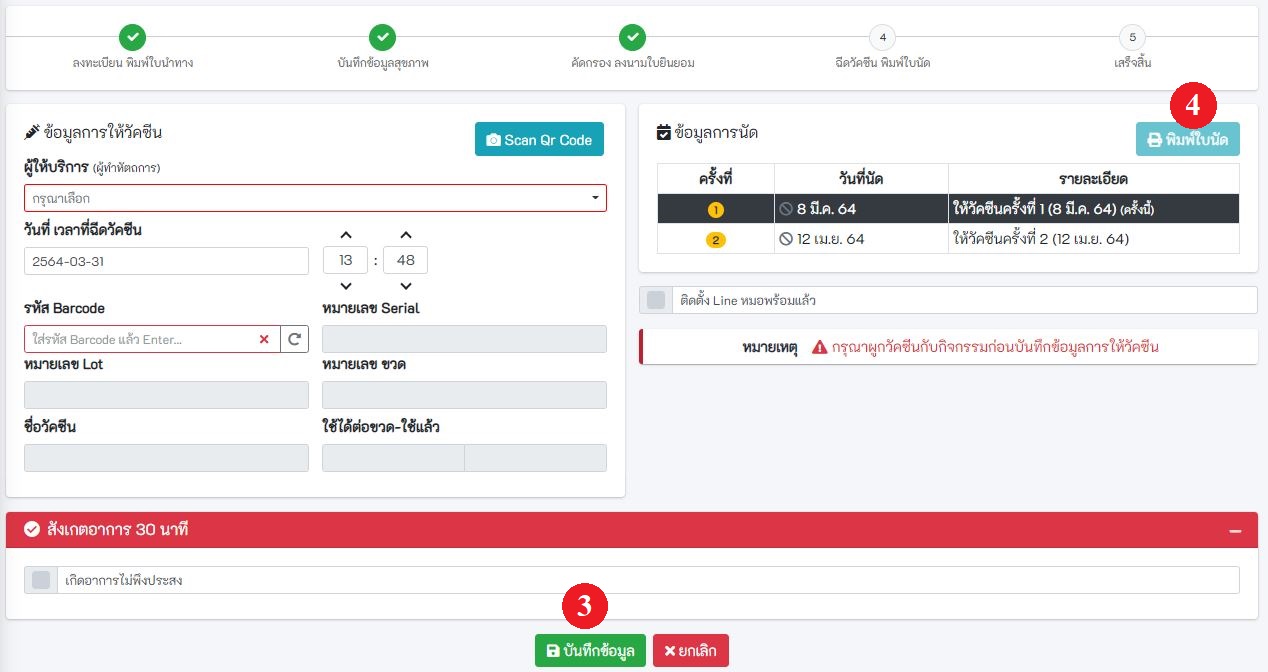 4
5
ลงทะเบียน พิมพ์ใบนำทาง
บันทึกข้อมูลสุขภาพ
คัดกรอง ลงนามใบยินยอม
ฉีดวัคซีน พิมพ์ใบนัด
เสร็จสิ้น
ข้อมูลการให้วัคซีน
Scan Qr Code
ผู้ให้บริการ (ผู้ทำหัตถการ)
กรุณาเลือก
วันที่ เวลาที่ฉีดวัคซีน
2564-03-31
13 : 48
รหัส Barcode
หมายเลข Serial
ใส่รหัส Barcode แล้ว Enter...
หมายเลข Lot
หมายเลข ขวด
ชื่อวัคซีน
ใช้ได้ต่อขวด-ใช้แล้ว
4
ข้อมูลการนัด
พิมพ์ใบนัด
ครั้งที่ วันที่นัด รายละเอียด
1 8 มี.ค. 64 ให้วัคซีนครั้งที่ 1 (8 มี.ค. 64) (ครั้งนี้)
2 12 เม.ย. 64 ให้วัคซีนครั้งที่ 2 (12 เม.ย. 64)
ติดตั้ง Line หมอพร้อมแล้ว
หมายเหตุ กรุณาผูกวัคซีนกับกิจกรรมก่อนบันทึกข้อมูลการให้วัคซีน
สังเกตอาการ 30 นาที
เกิดอาการไม่พึงประสง
3
บันทึกข้อมูล
ยกเลิก